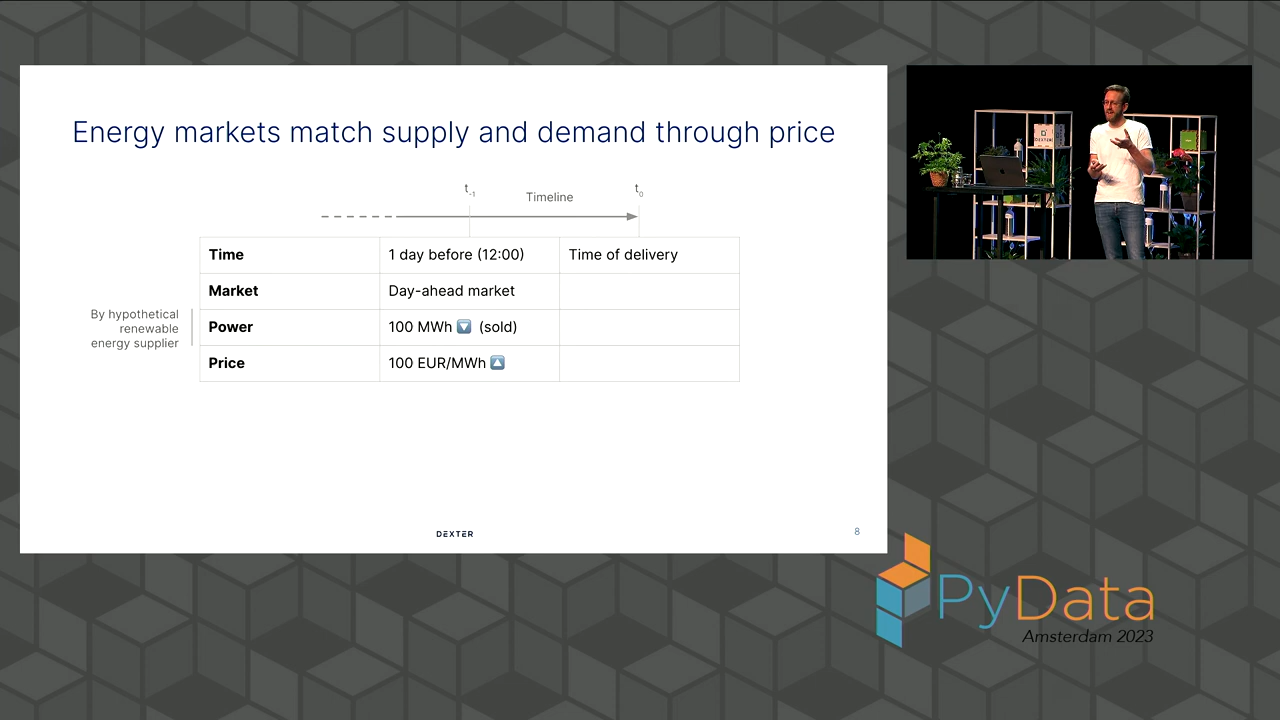 Energy markets match supply and demand through price
t-1
Timeline
t0
Time
1 day before (12:00)
Time of delivery
Market
Day-ahead market
By hypothetical
renewable
energy supplier
Power
100 MWh 🔽 (sold)
Price
100 EUR/MWh 🔼
DEXTER
8
PyData
Amsterdam 2023